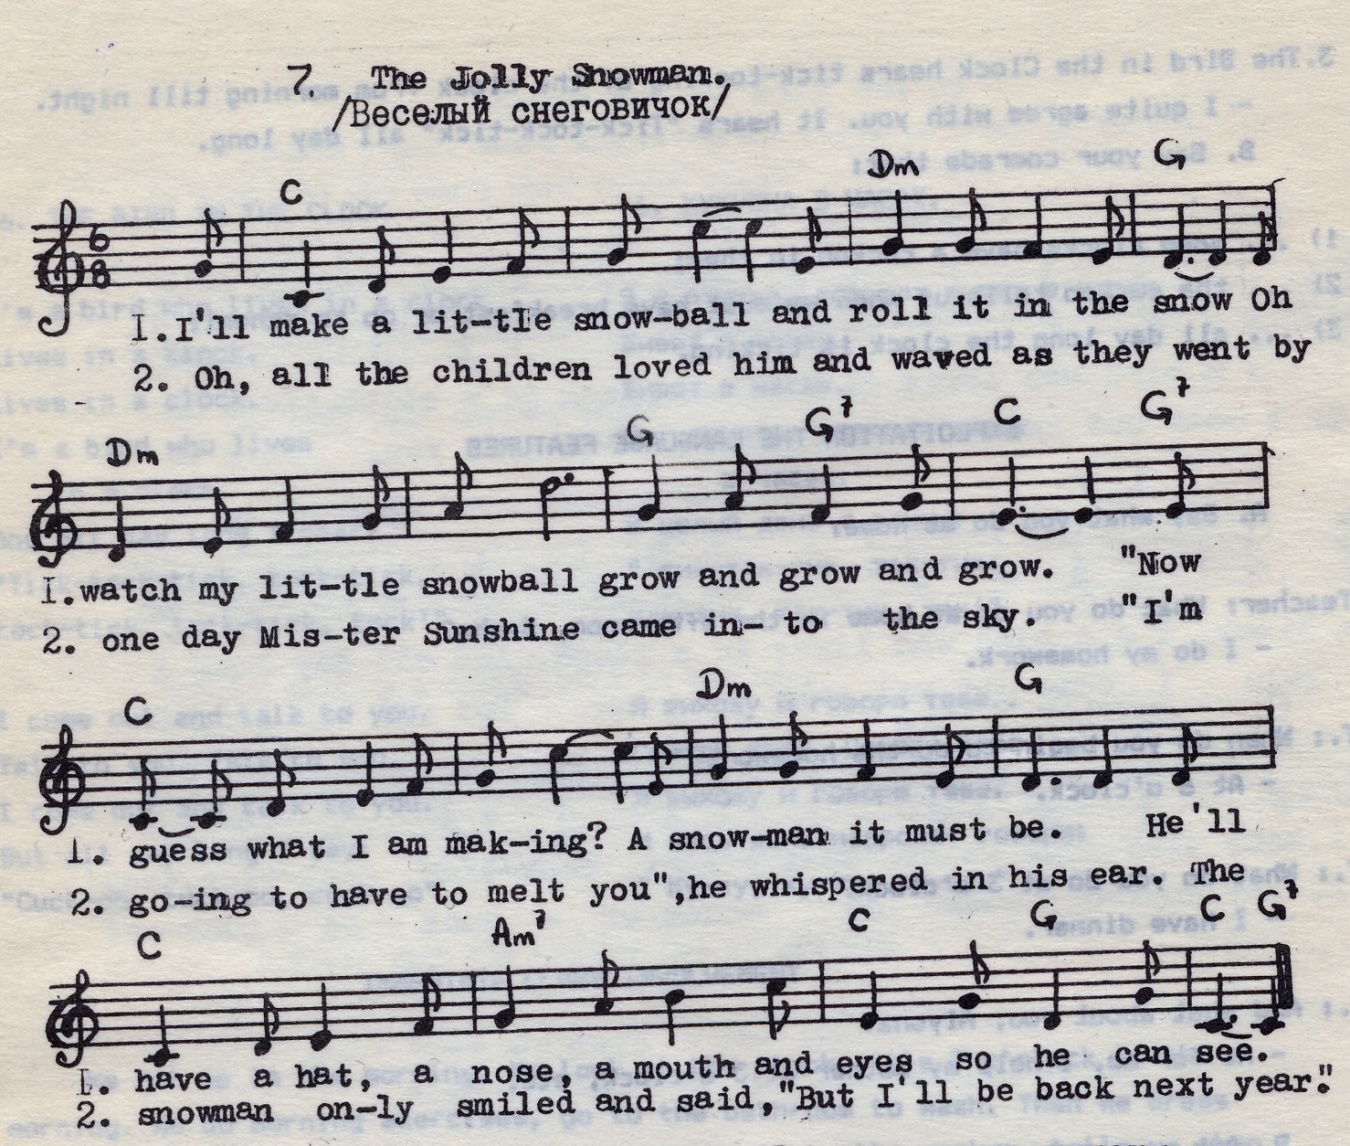 7. The Jolly Snowman.
/Веселый снеговичок/
C Dm G
6
8
I. I'll make a lit-tle snow-ball and roll it in the snow Oh
2. Oh, all the children loved him and waved as they went by
Dm G G7 C G7
I. watch my lit-tle snowball grow and grow and grow. "Now
2. one day Mis-ter Sunshine came in- to the sky. "I'm
C Dm G
1. guess what I am mak-ing? A snow-man it must be. He'll
2. go-ing to have to melt you", he whispered in his ear. The
C Am7 C G C G7
I. have a hat, a nose, a mouth and eyes so he can see.
2. snowman on-ly smiled and said, "But I'll be back next year."